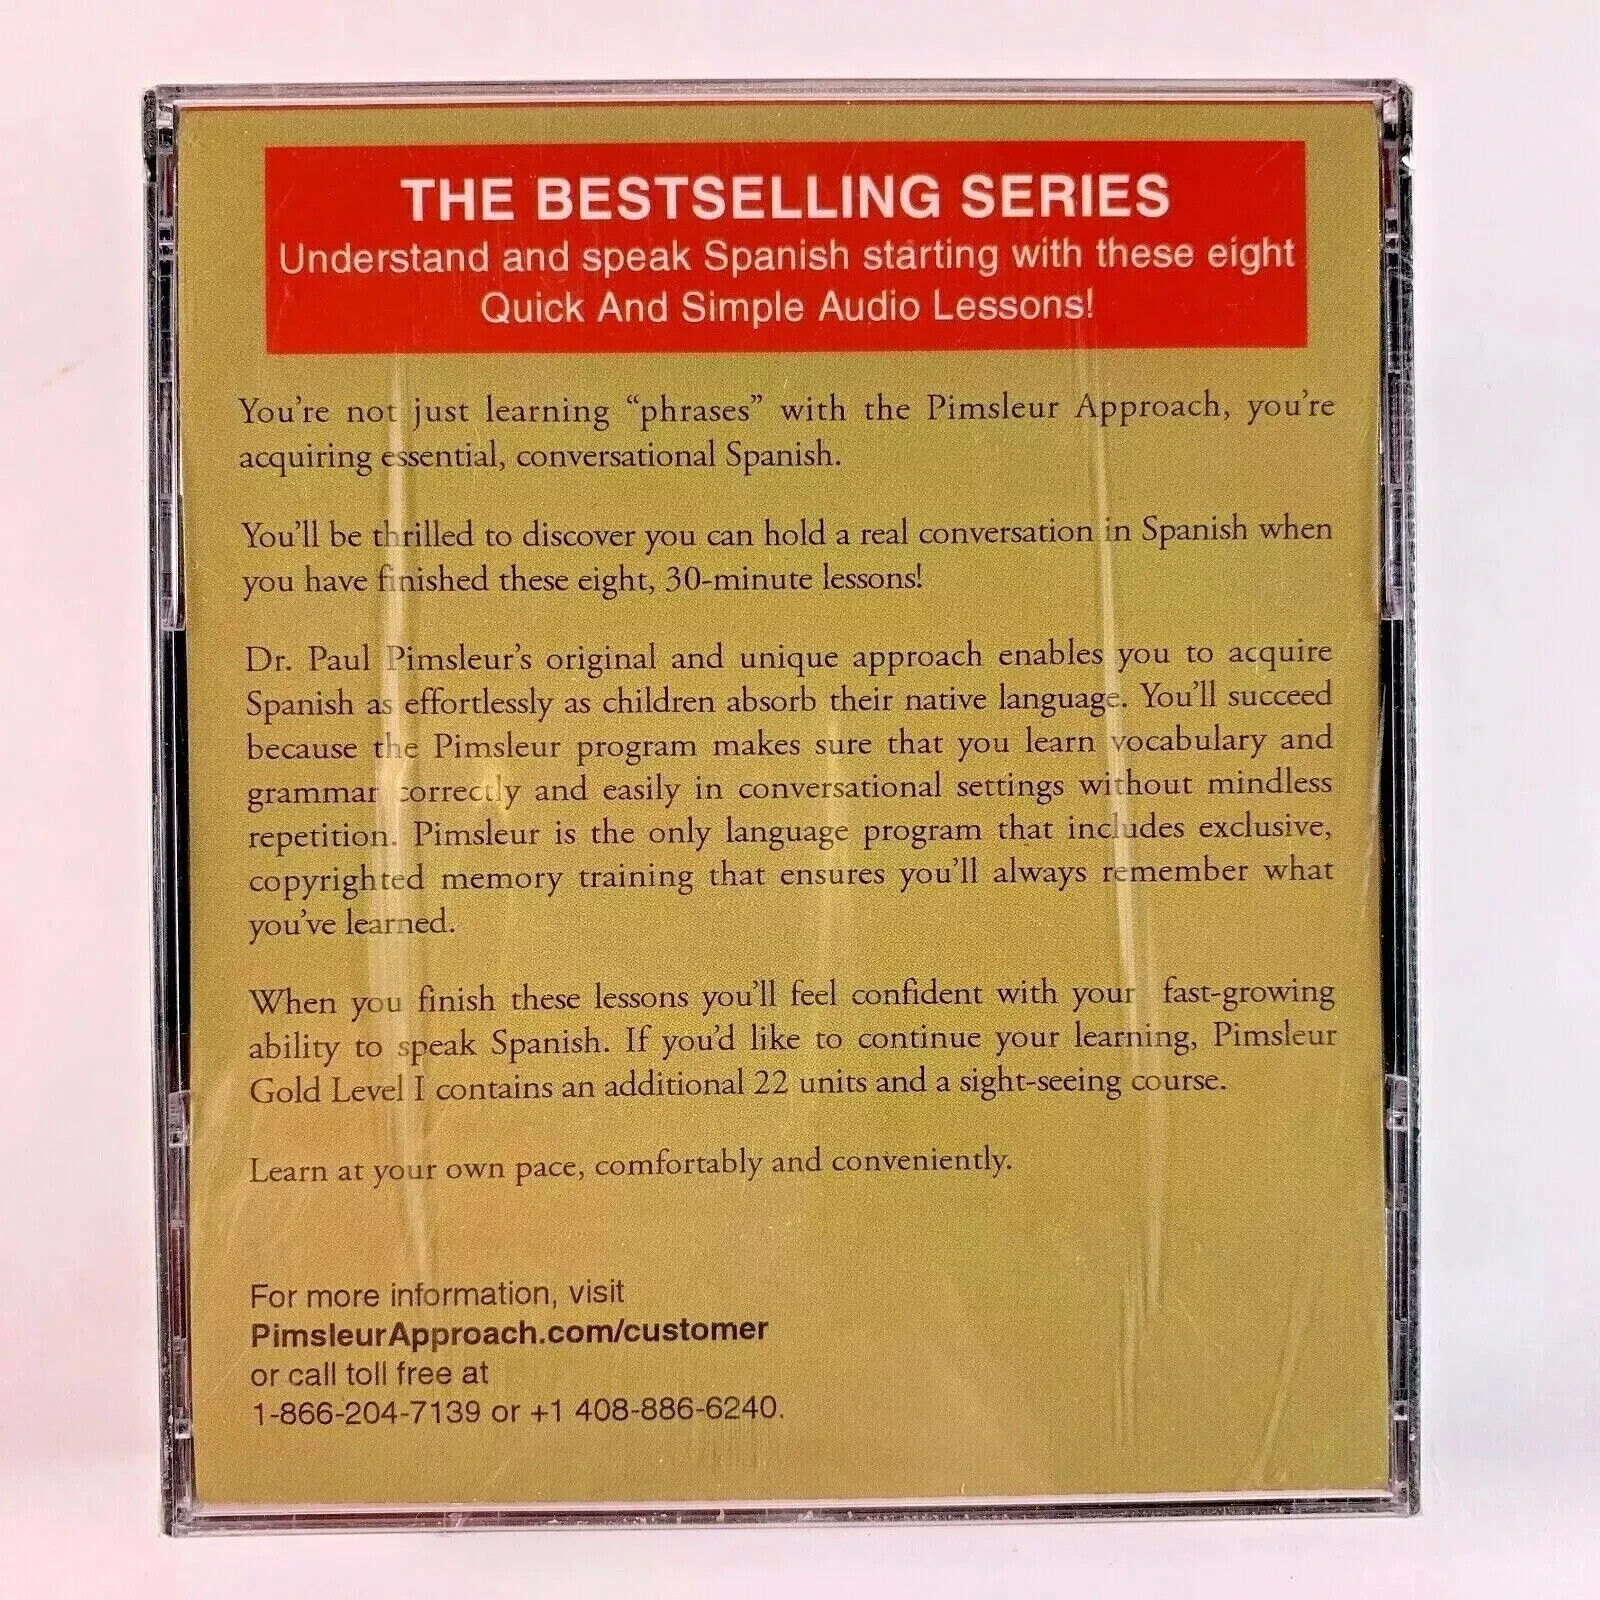 THE BESTSELLING SERIES
Understand and speak Spanish starting with these eight
Quick And Simple Audio Lessons!
You're not just learning “phrases” with the Pimsleur Approach, you're
acquiring essential, conversational Spanish.
You'll be thrilled to discover you can hold a real conversation in Spanish when
you have finished these eight, 30-minute lessons!
Dr. Paul Pimsleur's original and unique approach enables you to acquire
Spanish as effortlessly as children absorb their native language. You'll succeed
because the Pimsleur program makes sure that you learn vocabulary and
grammar correctly and easily in conversational settings without mindless
repetition. Pimsleur is the only language program that includes exclusive,
copyrighted memory training that ensures you'll always remember what
you've learned.
When you finish these lessons you'll feel confident with your fast-growing
ability to speak Spanish. If you'd like to continue your learning, Pimsleur
Gold Level I contains an additional 22 units and a sight-seeing course.
Learn at your own pace, comfortably and conveniently.
For more information, visit
PimsleurApproach.com/customer
or call toll free at
1-866-204-7139 or +1 408-886-6240.